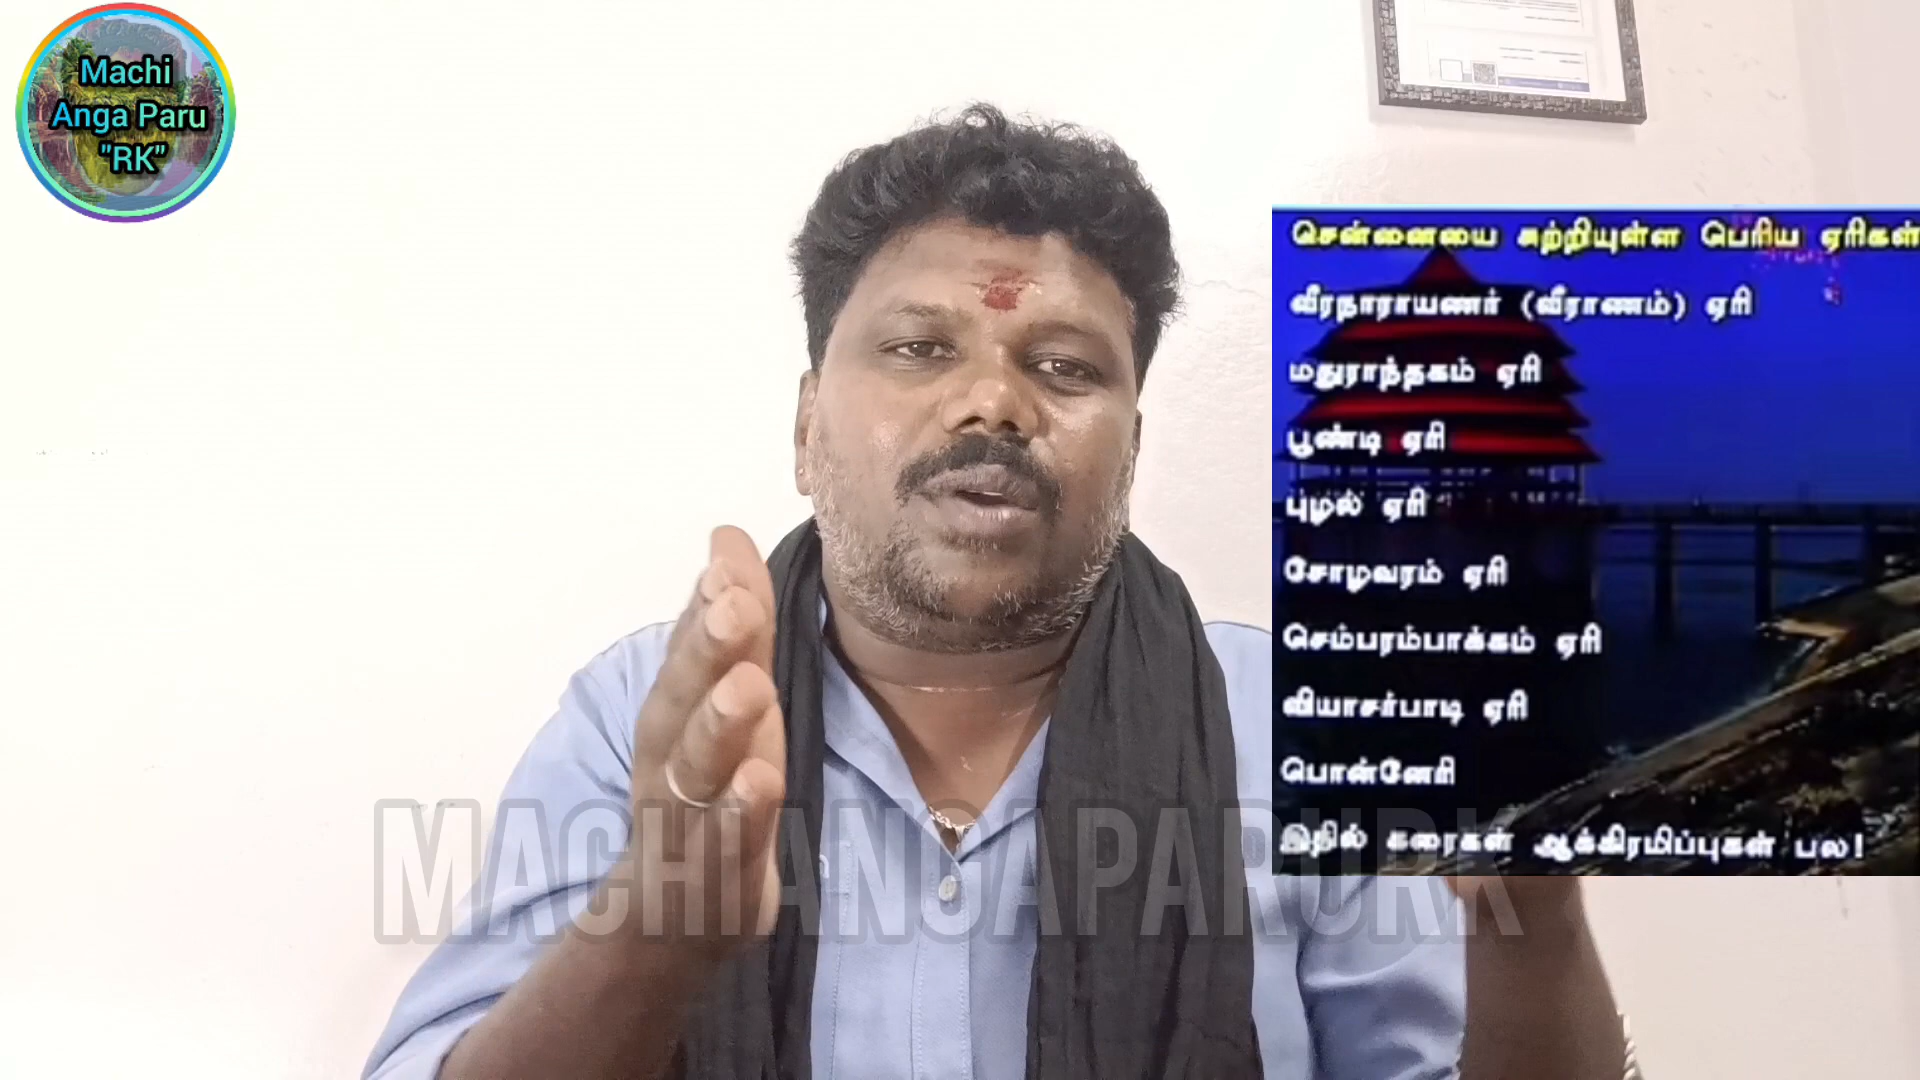 Machi
Anga Paru
"RK"
சென்னையை சுற்றியுள்ள பெரிய ஏரிகள்
வீரநாராயணர் (வீராணம்) ஏரி
மதுராந்தகம் ஏரி
பூண்டி ஏரி
புழல் ஏரி
சோழவரம் ஏரி
செம்பரம்பாக்கம் ஏரி
வியாசர்பாடி ஏரி
பொன்னேரி
இதில் கரைகள் ஆக்கிரமிப்புகள் பல!
MACHIANGAPARURK